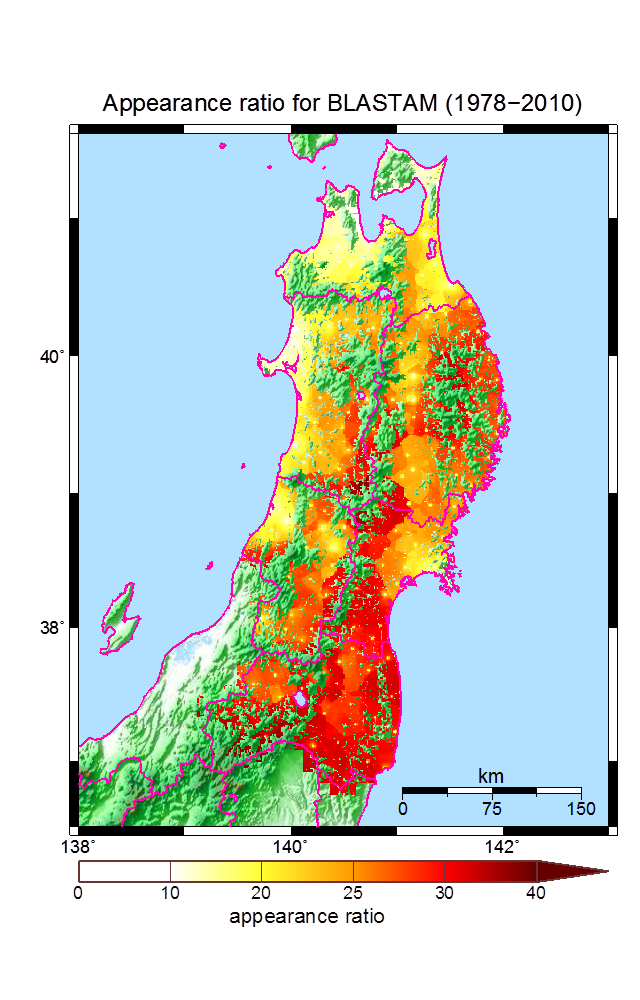 Appearance ratio for BLASTAM (1978−2010)
40˚
38˚
km
0 75 150
138˚ 140˚ 142˚
0 10 20 25 30 40
appearance ratio